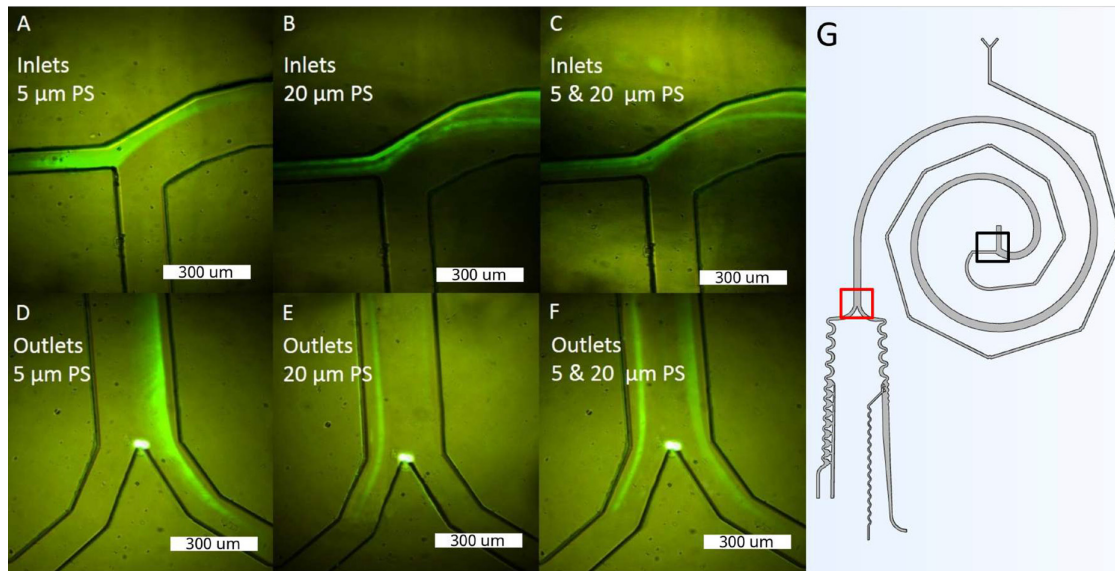 A
Inlets
5 µm PS
300 um
B
Inlets
20 µm PS
300 um
C
Inlets
5 & 20 µm PS
300 um
D
Outlets
5 µm PS
300 um
E
Outlets
20 µm PS
300 um
F
Outlets
5 & 20 µm PS
300 um
G